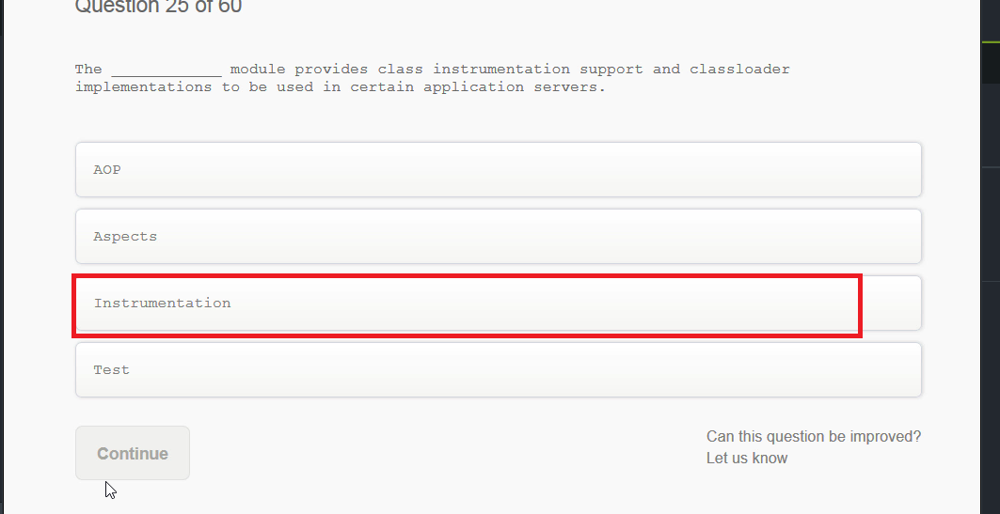 Question 25 of 60
The ____________ module provides class instrumentation support and classloader
implementations to be used in certain application servers.
AOP
Aspects
Instrumentation
Test
Continue
Can this question be improved?
Let us know